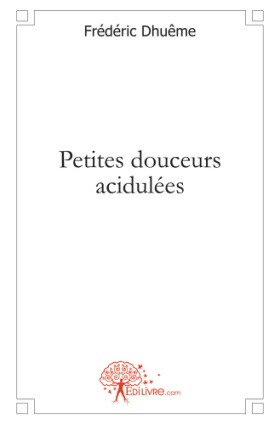 Frédéric Dhuême
Petites douceurs
acidulées
EDILIVRE.com